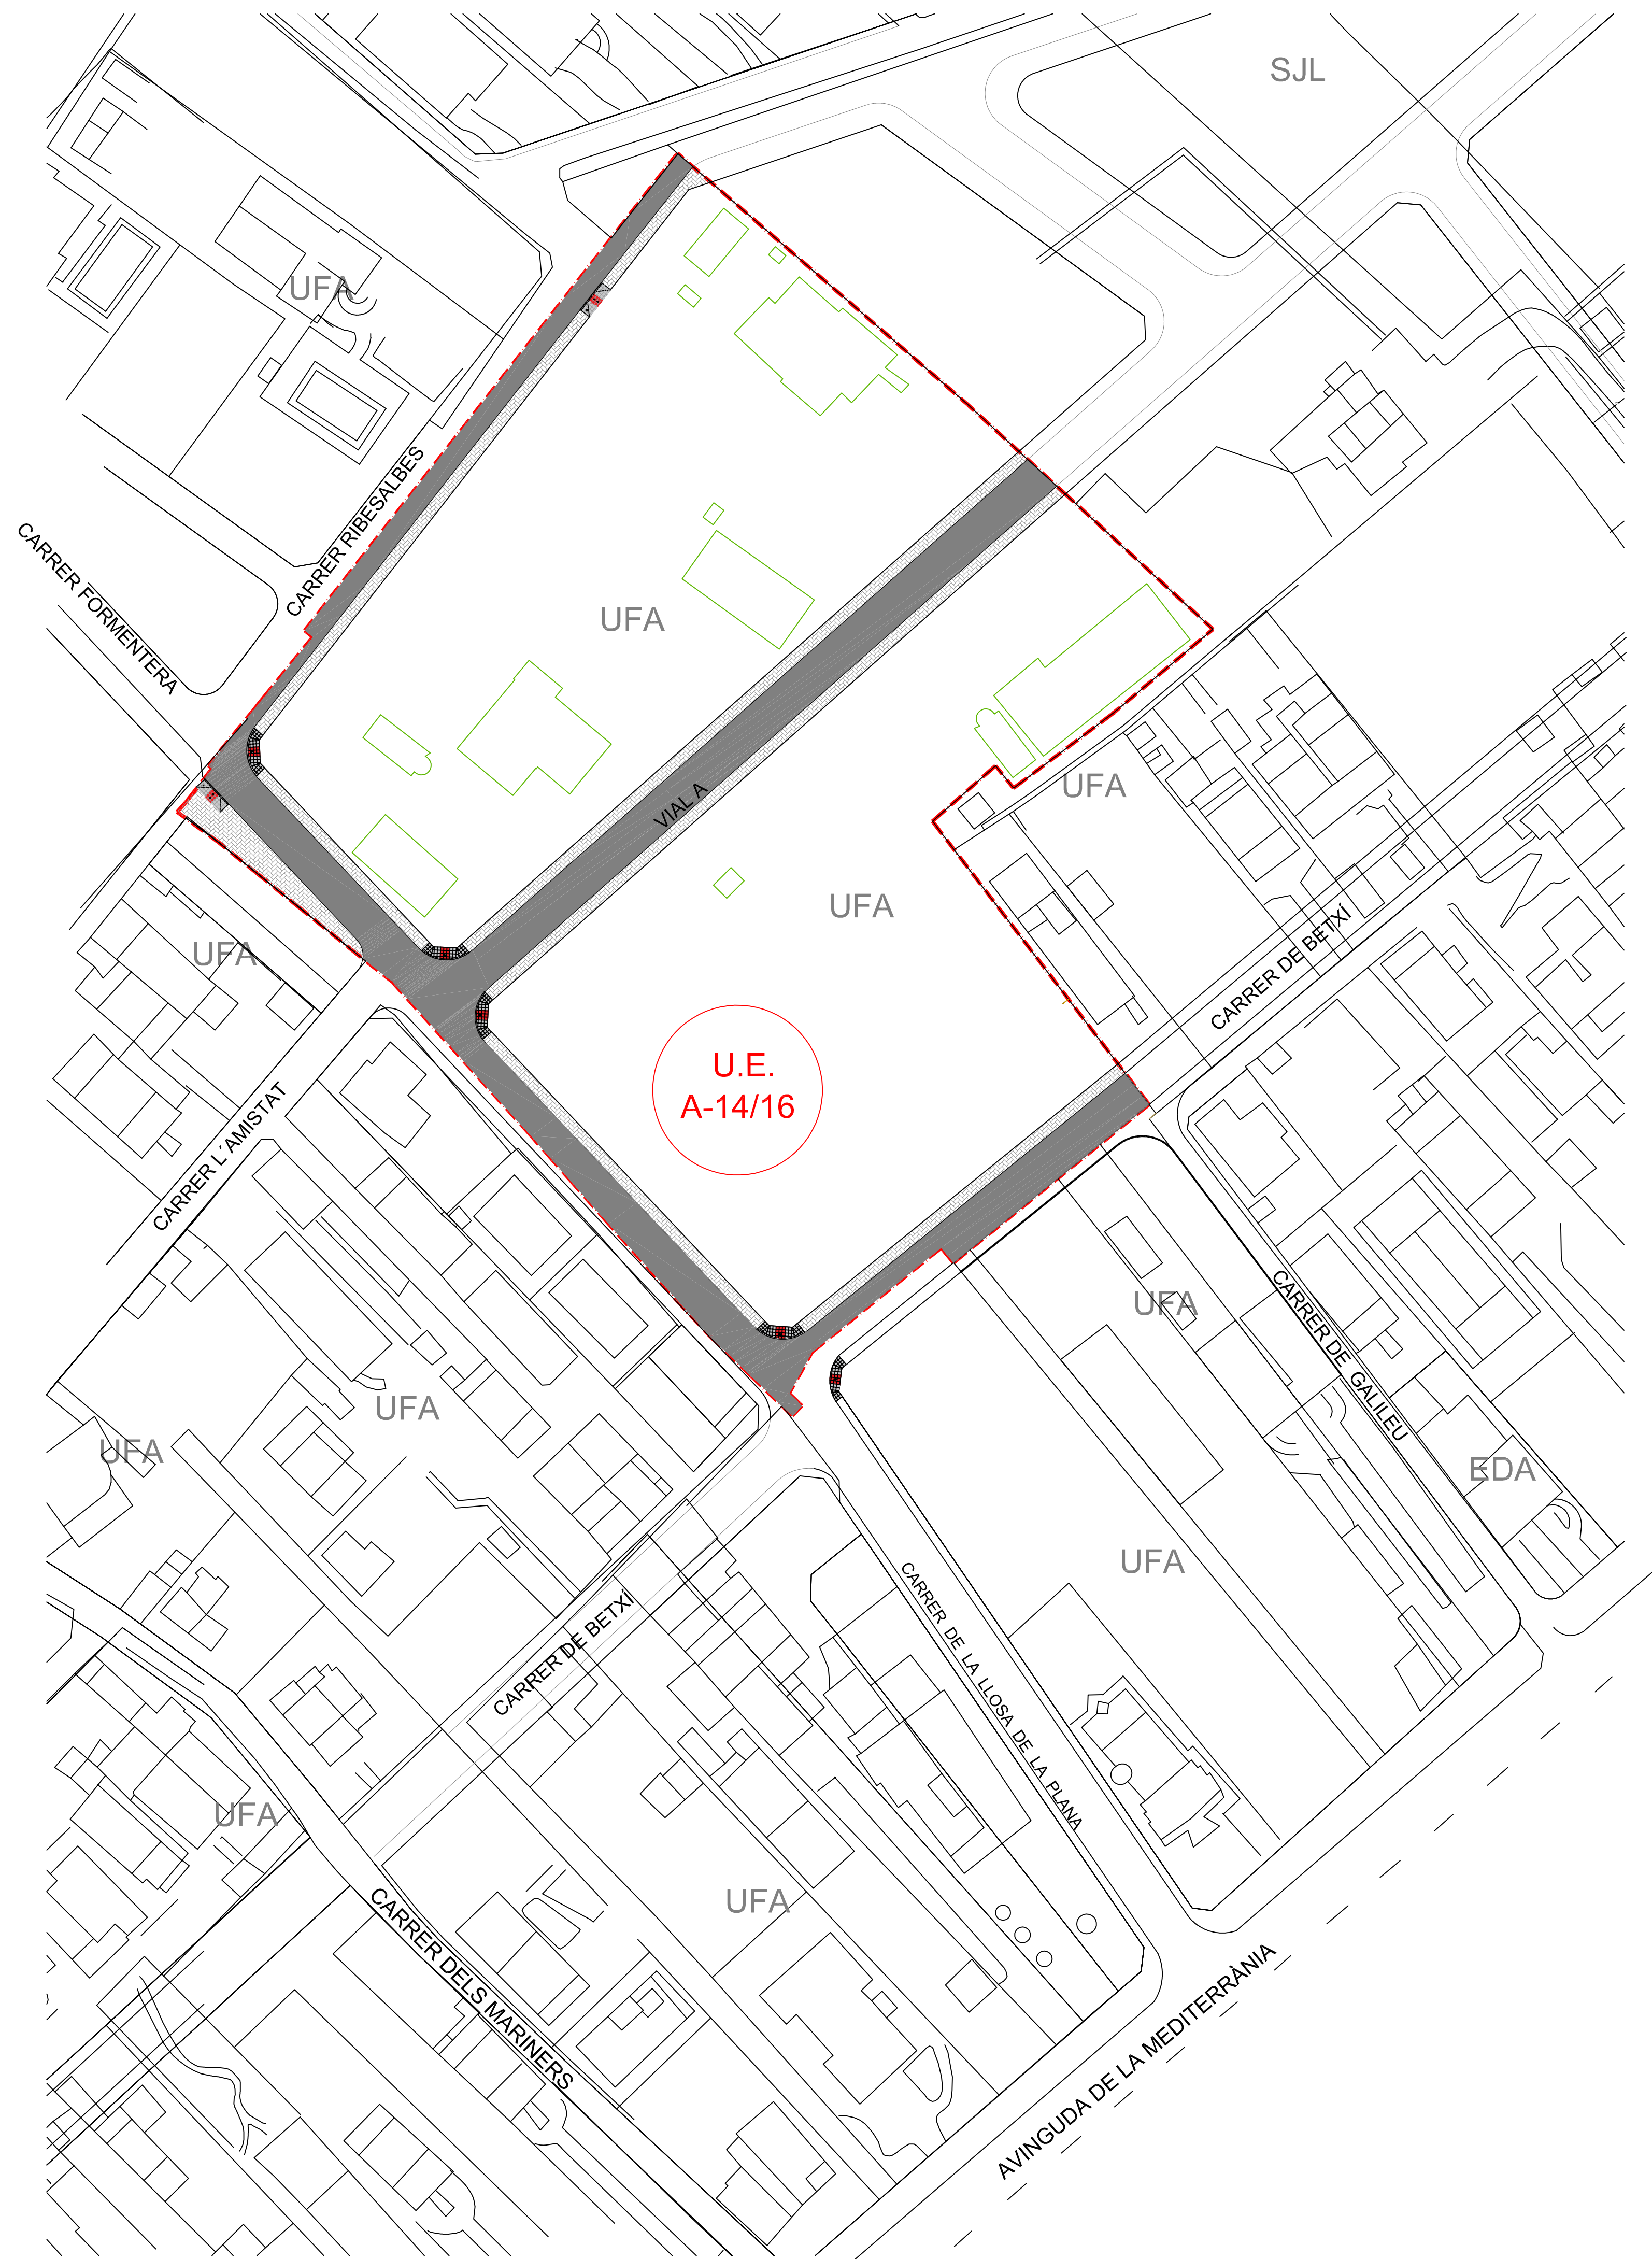 SJL
UFA
CARRER RIBESALBES
CARRER FORMENTERA
UFA
UFA
VIAL A
UFA
UFA
CARRER DE BETXÍ
U.E.
A-14/16
CARRER L´AMISTAT
UFA
CARRER DE GALILEU
UFA
UFA
EDA
UFA
CARRER DE BETXÍ
CARRER DE LA LLOSA DE LA PLANA
UFA
UFA
CARRER DELS MARINERS
AVINGUDA DE LA MEDITERRÀNIA